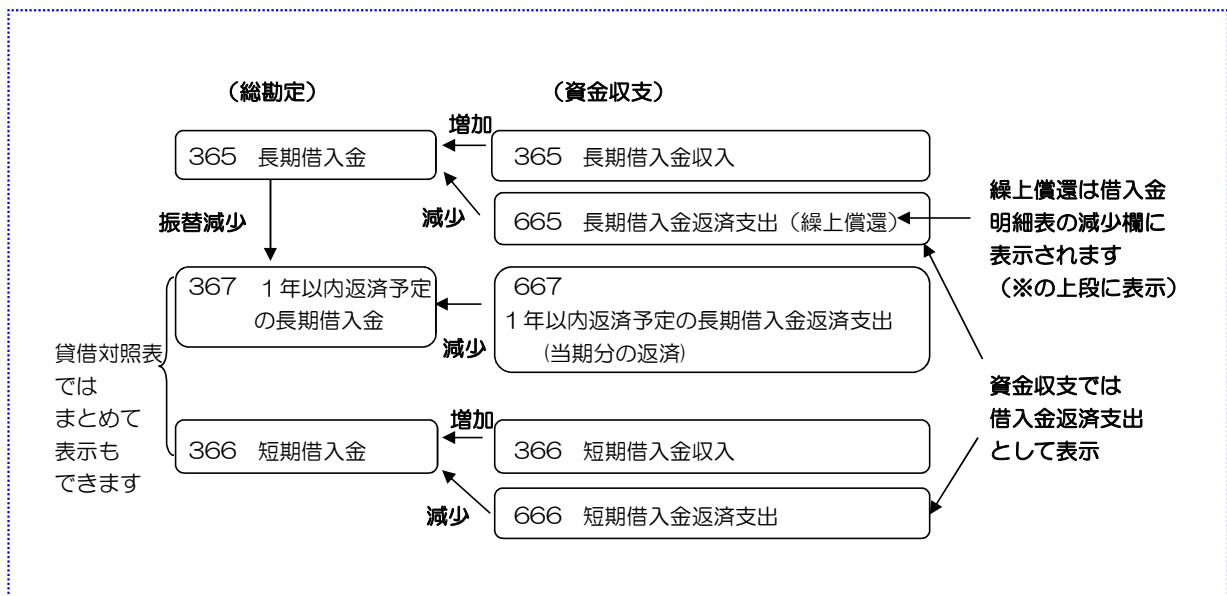 （総勘定）
（資金収支）
増加
365　長期借入金
365　長期借入金収入
振替減少
減少
665　長期借入金返済支出（繰上償還）
繰上償還は借入金
明細表の減少欄に
表示されます
（※の上段に表示）
367　１年以内返済予定
の長期借入金
減少
667
１年以内返済予定の長期借入金返済支出
(当期分の返済)
貸借対照表
では
まとめて
表示も
できます
資金収支では
借入金返済支出
として表示
増加
366　短期借入金
366　短期借入金収入
減少
666　短期借入金返済支出